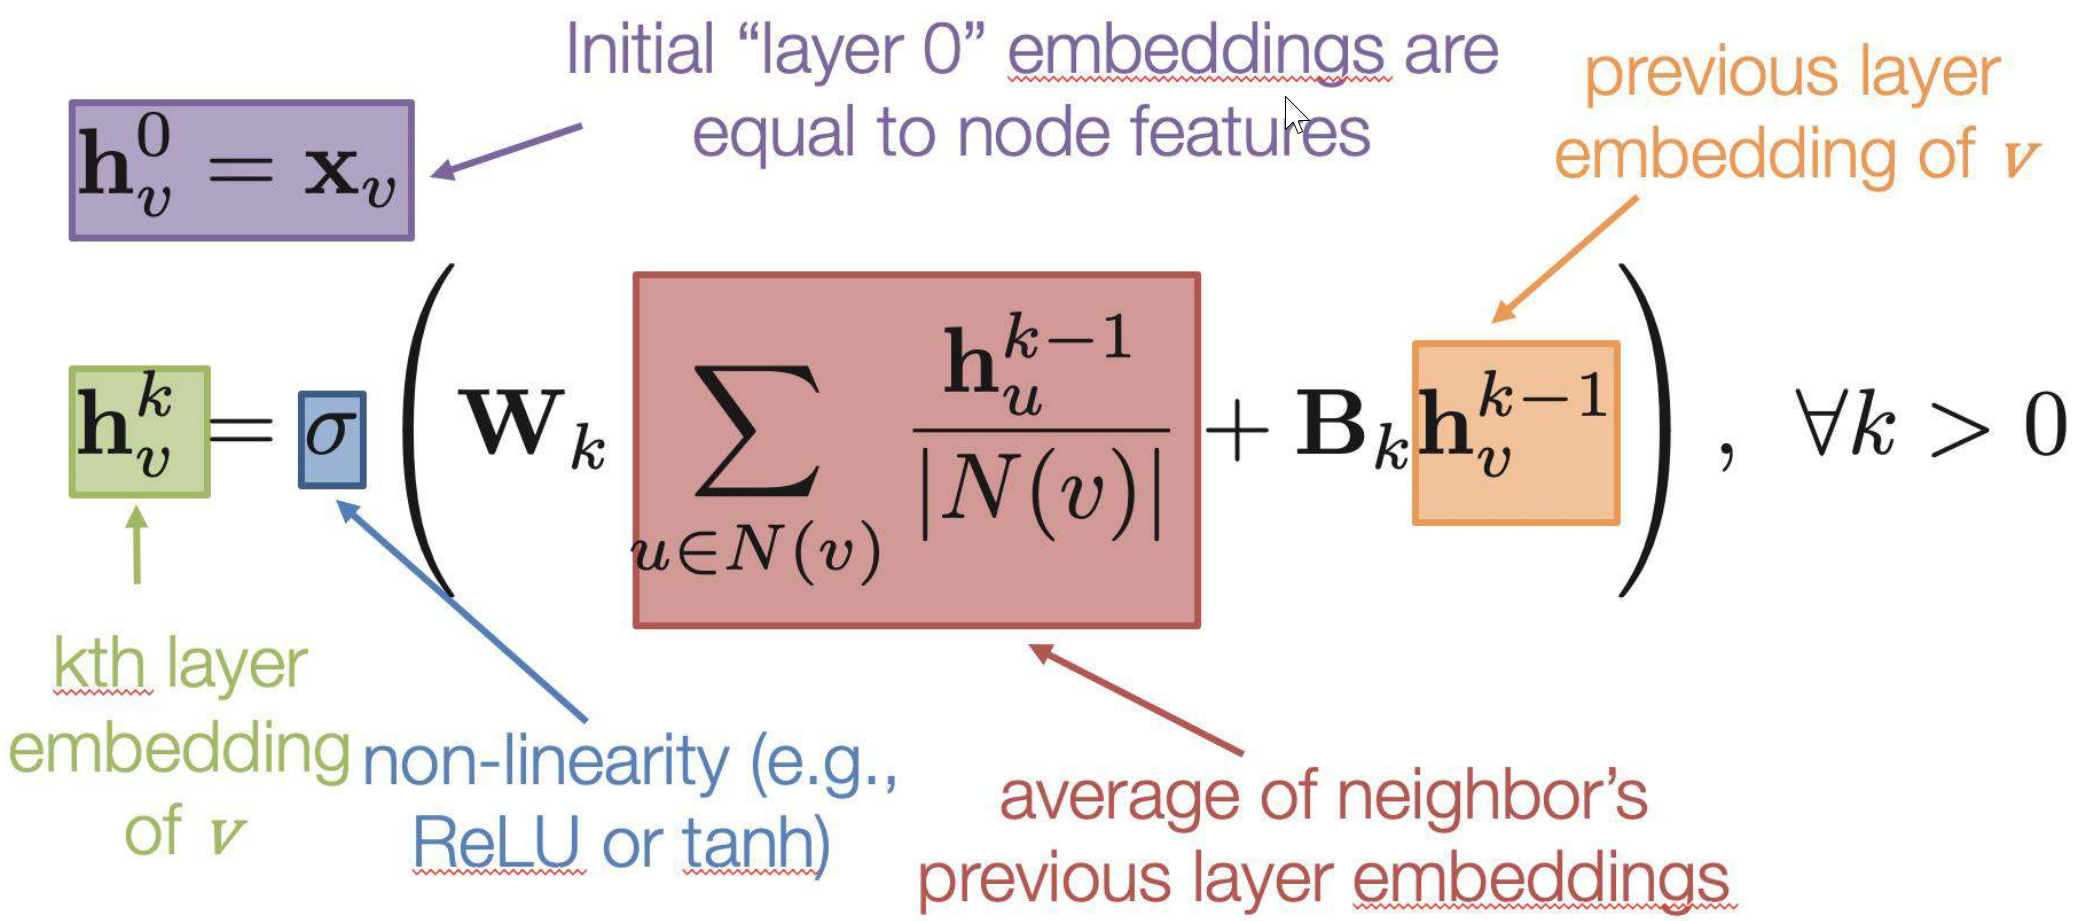 Initial “layer 0” embeddings are
equal to node features
previous layer
embedding of v
h_v^0 = x_v
h_v^k = σ ( W_k ∑_{u∈N(v)} h_u^{k−1} / |N(v)| + B_k h_v^{k−1} ) , ∀k > 0
kth layer
embedding
of v
non-linearity (e.g.,
ReLU or tanh)
average of neighbor’s
previous layer embeddings